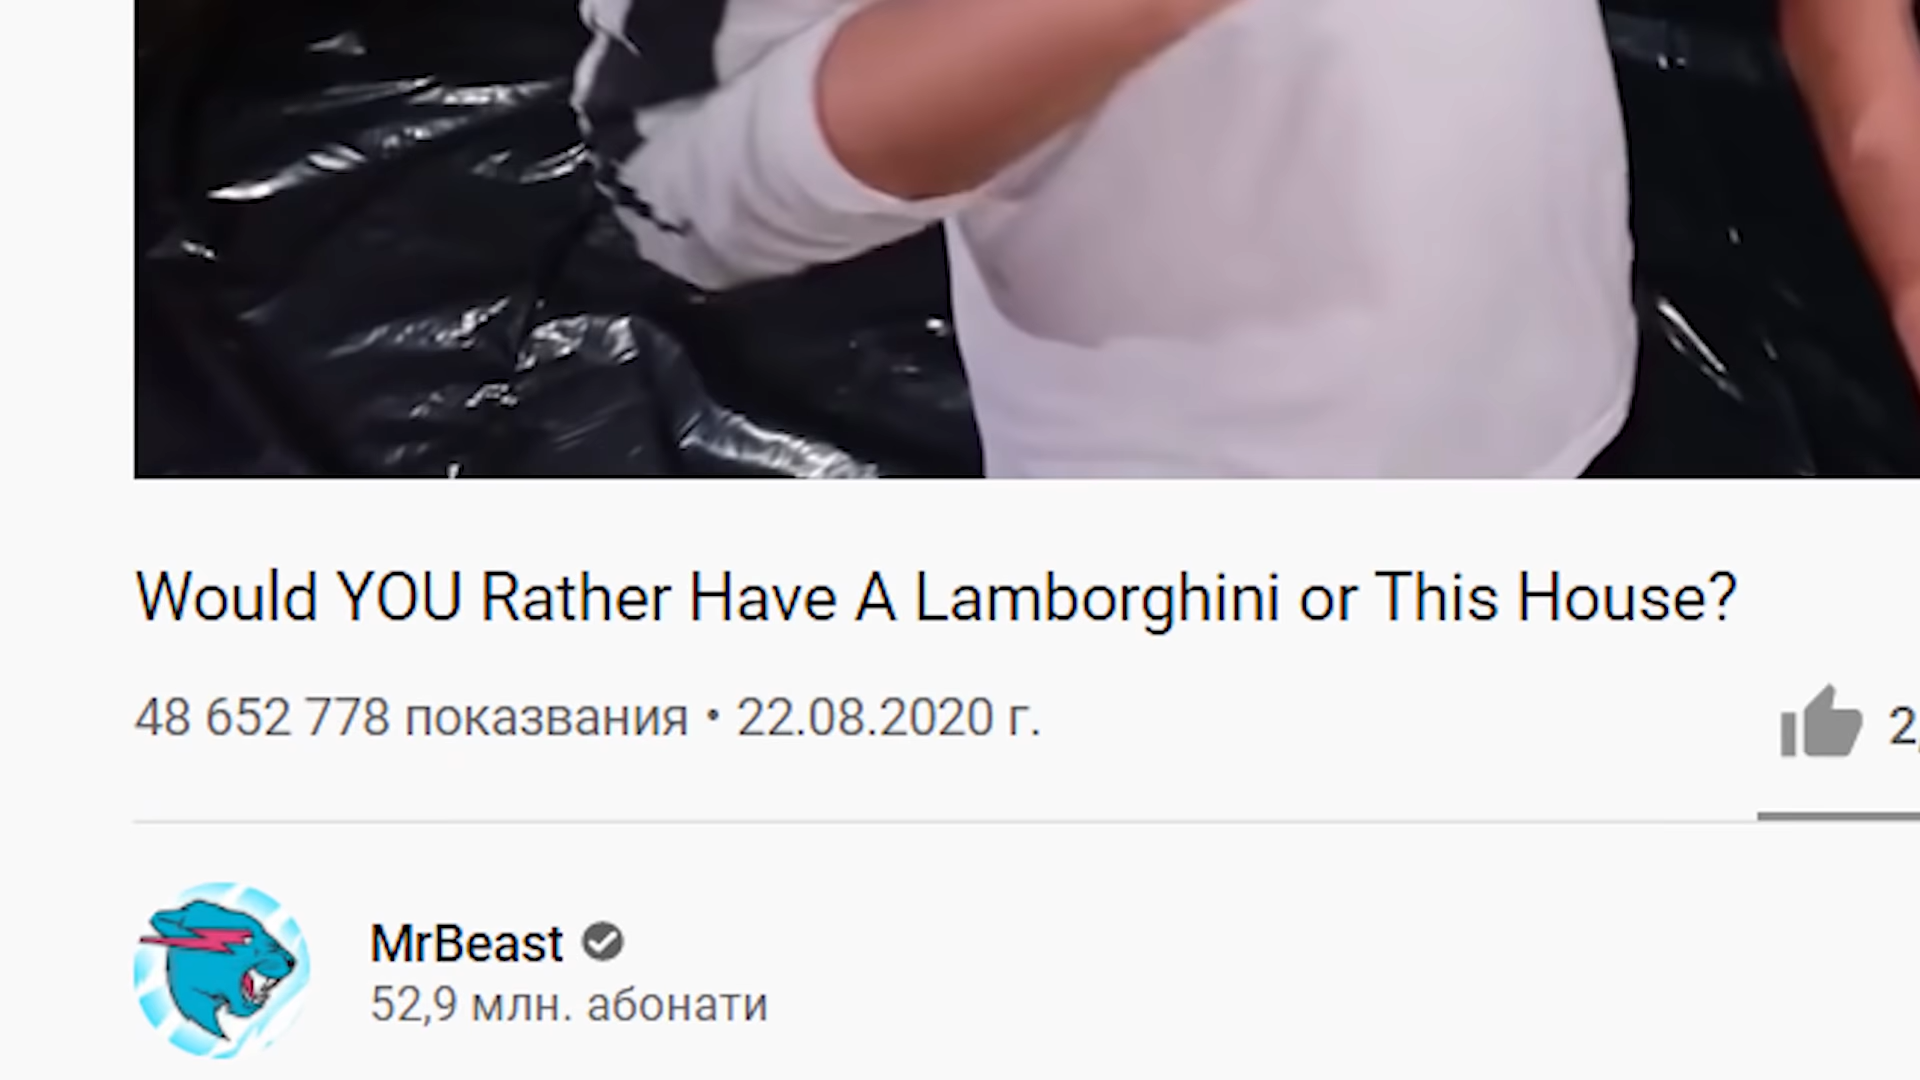 Would YOU Rather Have A Lamborghini or This House?
48 652 778 показвания • 22.08.2020 г.
2,
MrBeast
52,9 млн. абонати